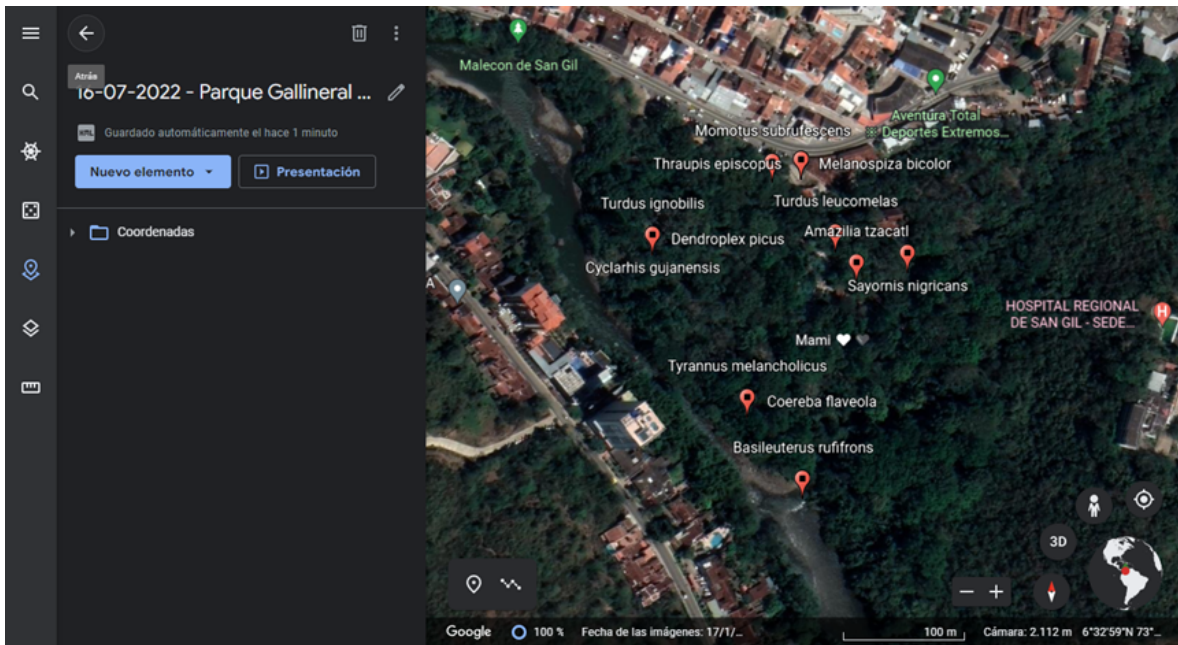 Atrás
16-07-2022 - Parque Gallineral ...
KML Guardado automáticamente el hace 1 minuto
Nuevo elemento
Presentación
Coordenadas
Malecon de San Gil
Aventura Total
Deportes Extremos...
Momotus subrufescens
Thraupis episcopus
Melanospiza bicolor
Turdus ignobilis
Turdus leucomelas
Dendroplex picus
Amazilia tzacatl
Cyclarhis gujanensis
Sayornis nigricans
A
HOSPITAL REGIONAL
DE SAN GIL - SEDE...
H
Mami
Tyrannus melancholicus
Coereba flaveola
Basileuterus rufifrons
3D
Google
100 %
Fecha de las imágenes: 17/1/...
100 m
Cámara: 2.112 m
6°32'59"N 73°...